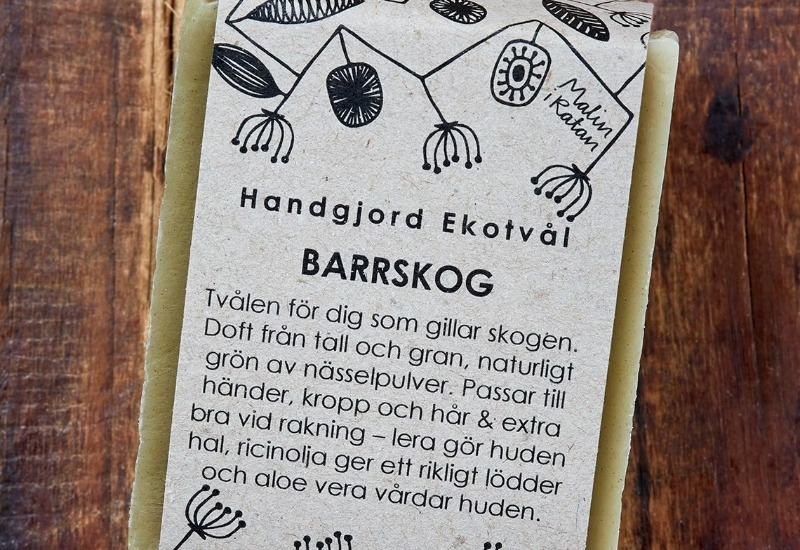 Malin
i Ratan
Handgjord Ekotvål
BARRSKOG
Tvålen för dig som gillar skogen.
Doft från tall och gran, naturligt
grön av nässelpulver. Passar till
händer, kropp och hår & extra
bra vid rakning – lera gör huden
hal, ricinolja ger ett rikligt lödder
och aloe vera vårdar huden.